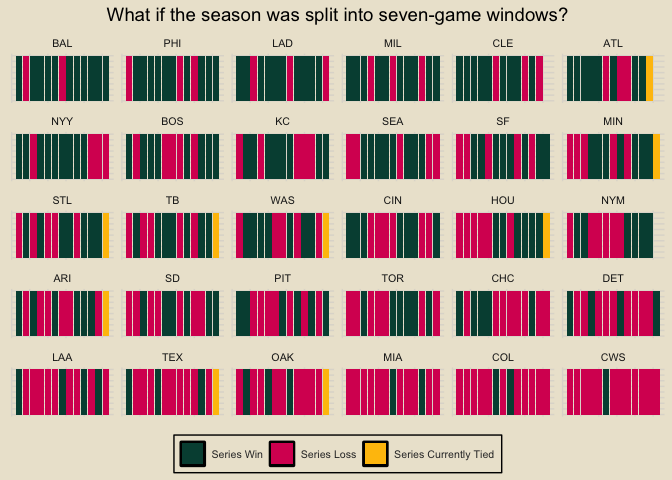 What if the season was split into seven-game windows?
BAL PHI LAD MIL CLE ATL
NYY BOS KC SEA SF MIN
STL TB WAS CIN HOU NYM
ARI SD PIT TOR CHC DET
LAA TEX OAK MIA COL CWS
Series Win Series Loss Series Currently Tied